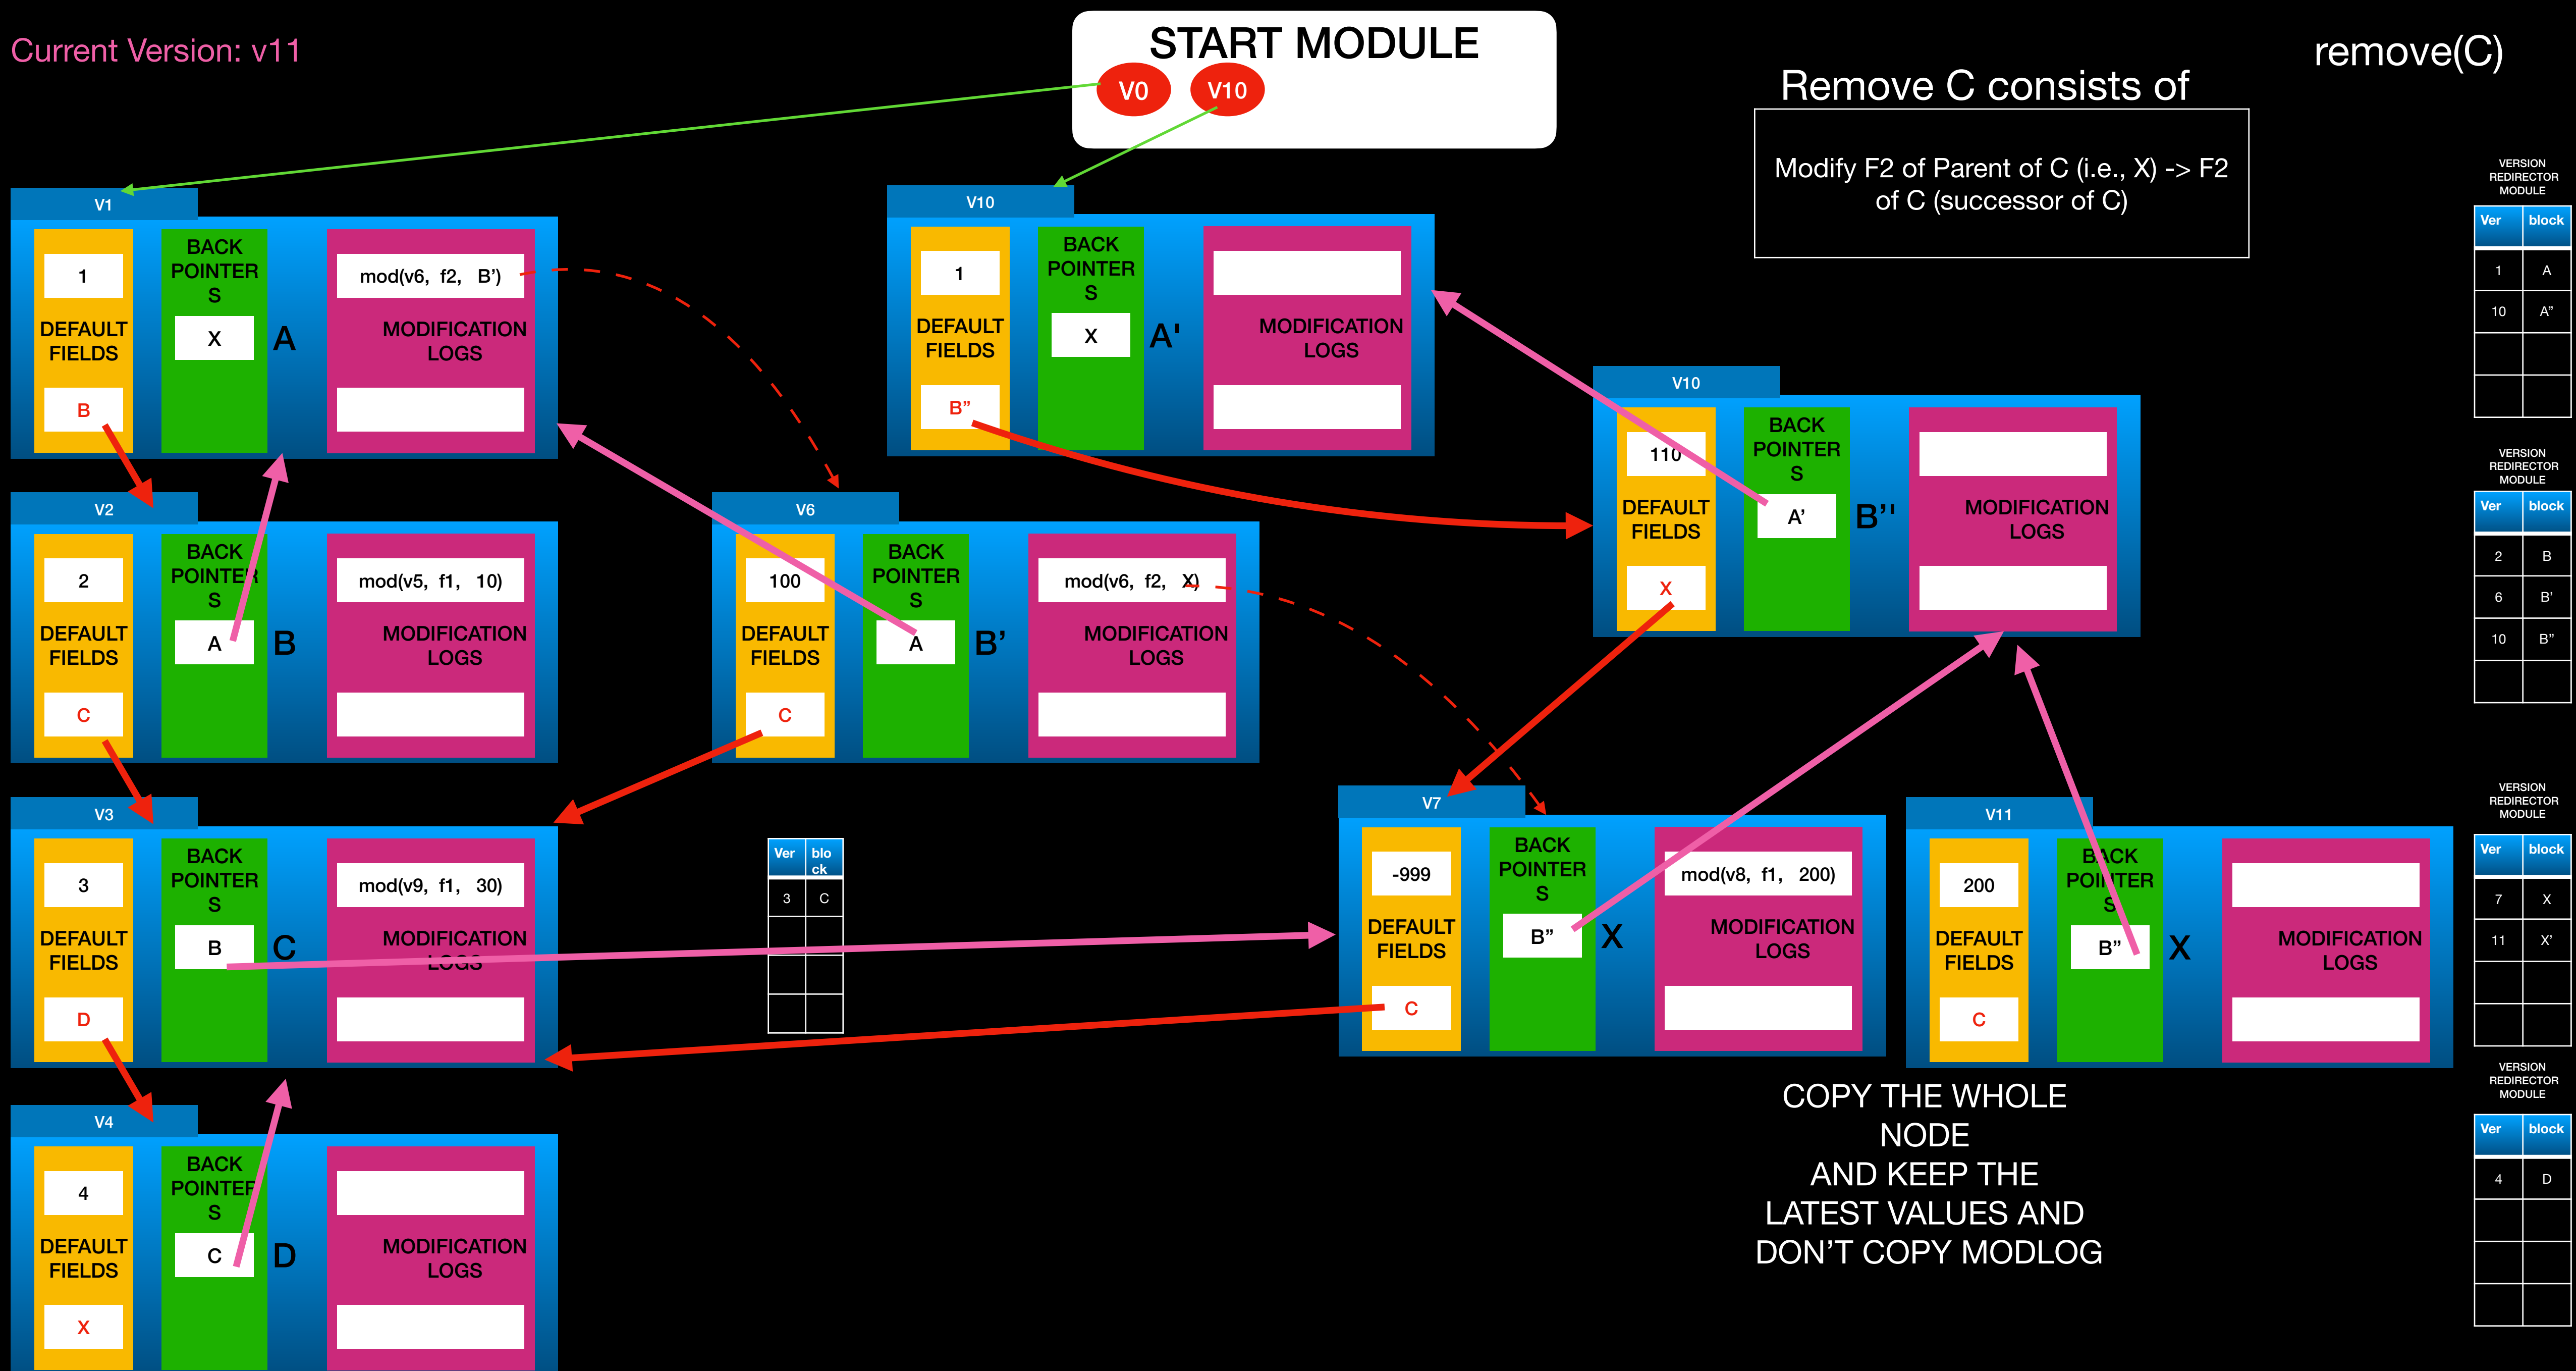 Current Version: v11
START MODULE
V0
V10
remove(C)
Remove C consists of
Modify F2 of Parent of C (i.e., X) -> F2
of C (successor of C)
V1
1
DEFAULT
FIELDS
B
BACK
POINTER
S
X
A
mod(v6, f2, B’)
MODIFICATION
LOGS
V10
1
DEFAULT
FIELDS
B”
BACK
POINTER
S
X
A'
MODIFICATION
LOGS
V10
110
DEFAULT
FIELDS
X
BACK
POINTER
S
A’
B''
MODIFICATION
LOGS
V2
2
DEFAULT
FIELDS
C
BACK
POINTER
S
A
B
mod(v5, f1, 10)
MODIFICATION
LOGS
V6
100
DEFAULT
FIELDS
C
BACK
POINTER
S
A
B’
mod(v6, f2, X)
MODIFICATION
LOGS
V3
3
DEFAULT
FIELDS
D
BACK
POINTER
S
B
C
mod(v9, f1, 30)
MODIFICATION
LOGS
Ver
blo
ck
3
C
V7
-999
DEFAULT
FIELDS
C
BACK
POINTER
S
B”
X
mod(v8, f1, 200)
MODIFICATION
LOGS
V11
200
DEFAULT
FIELDS
C
BACK
POINTER
S
B”
X
MODIFICATION
LOGS
V4
4
DEFAULT
FIELDS
X
BACK
POINTER
S
C
D
MODIFICATION
LOGS
COPY THE WHOLE
NODE
AND KEEP THE
LATEST VALUES AND
DON’T COPY MODLOG
VERSION
REDIRECTOR
MODULE
Ver block
1 A
10 A”
VERSION
REDIRECTOR
MODULE
Ver block
2 B
6 B’
10 B”
VERSION
REDIRECTOR
MODULE
Ver block
7 X
11 X’
VERSION
REDIRECTOR
MODULE
Ver block
4 D